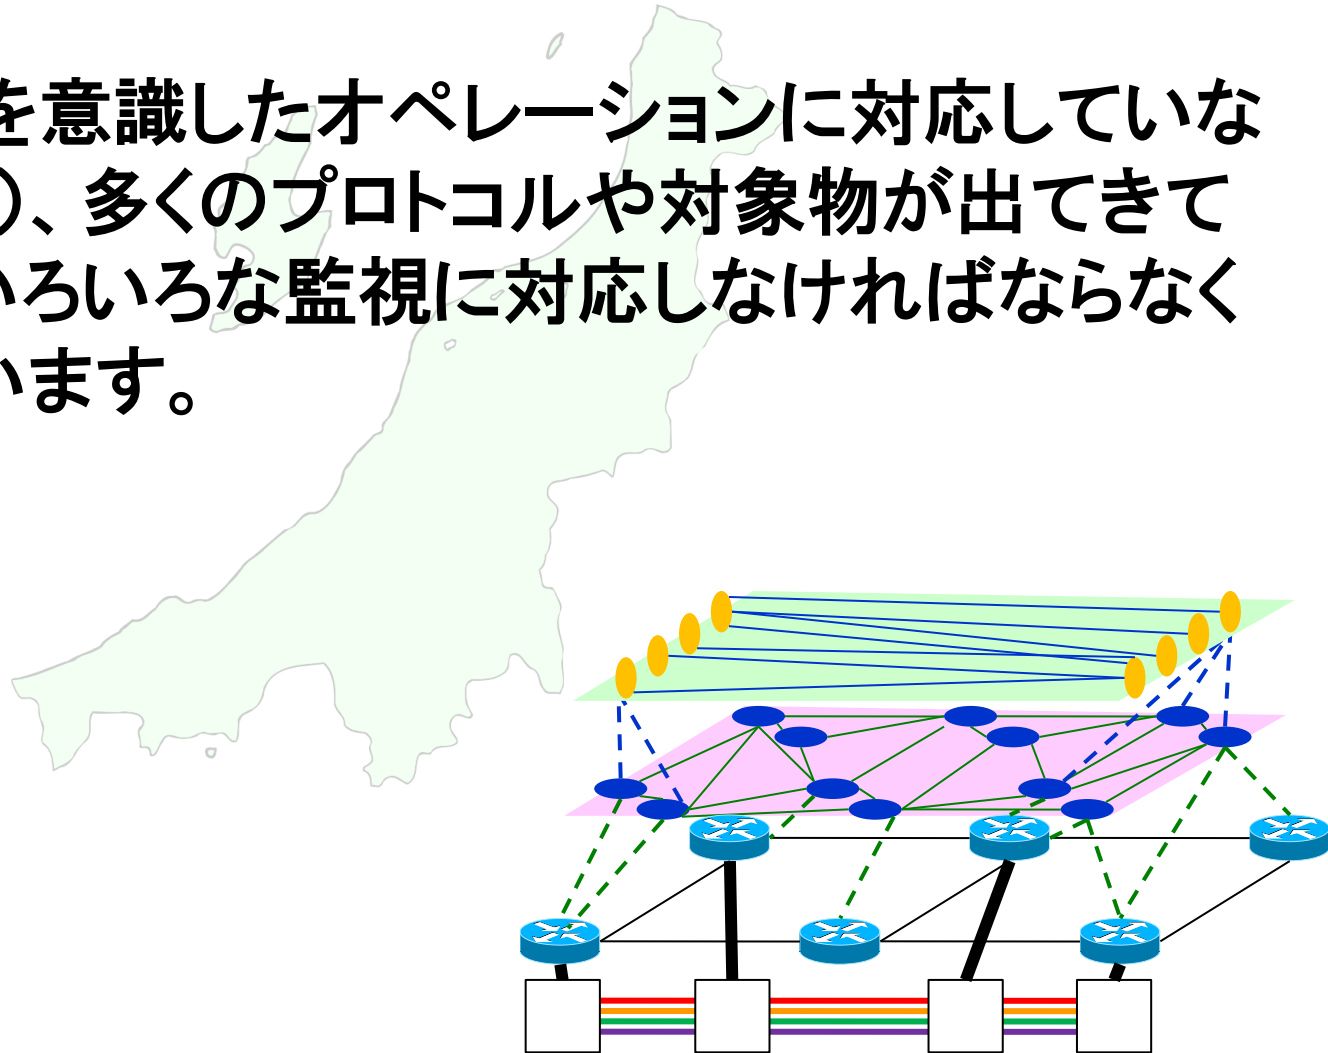 を意識したオペレーションに対応していな
)、多くのプロトコルや対象物が出てきて
いろいろな監視に対応しなければならなく
います。